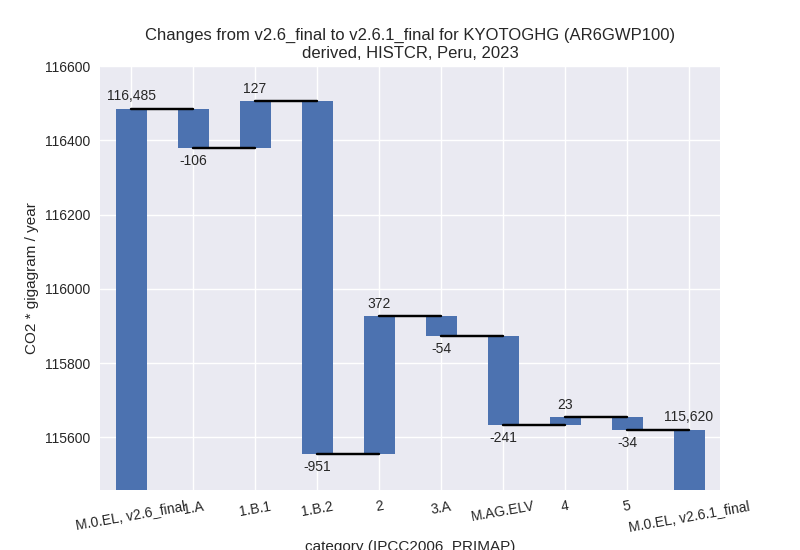 Changes from v2.6_final to v2.6.1_final for KYOTOGHG (AR6GWP100)
derived, HISTCR, Peru, 2023
CO2 * gigagram / year
116600
116400
116200
116000
115800
115600
116,485
-106
127
-951
372
-54
-241
23
-34
115,620
M.0.EL, v2.6_final
1.A
1.B.1
1.B.2
2
3.A
M.AG.ELV
4
5
M.0.EL, v2.6.1_final
category (IPCC2006_PRIMAP)